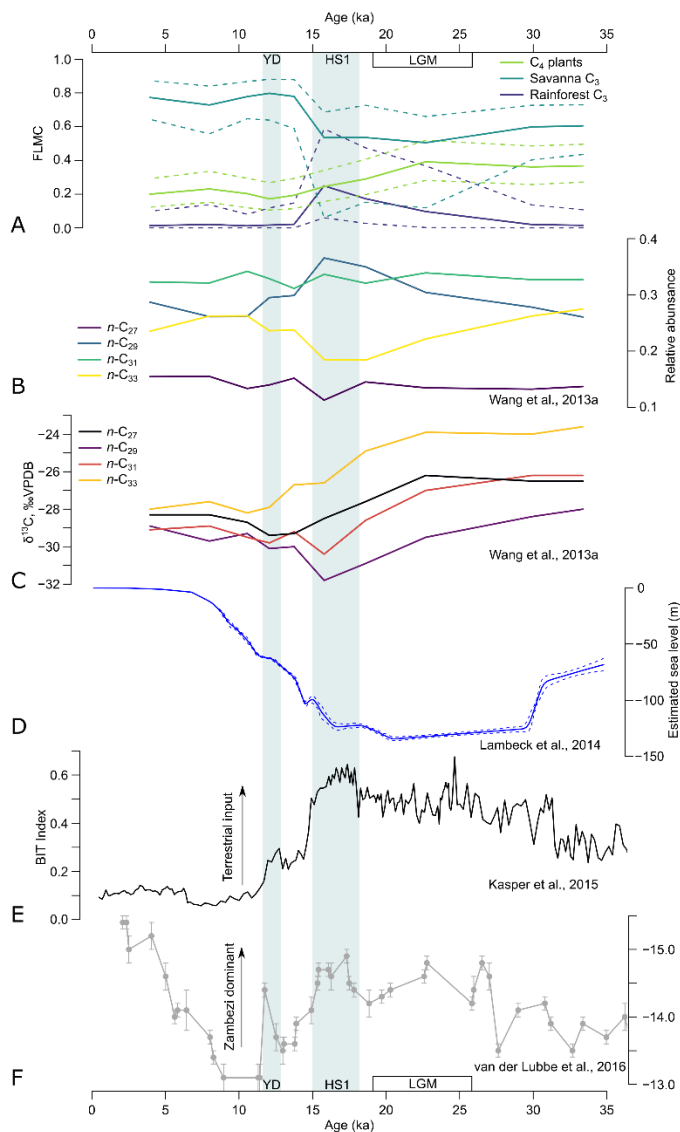 Age (ka)
0 5 10 15 20 25 30 35
YD HS1 LGM
C4 plants
Savanna C3
Rainforest C3
1.0
0.8
0.6
0.4
0.2
0.0
FLMC
A
0.4
0.3
0.2
0.1
Relative abunsance
n-C27
n-C29
n-C31
n-C33
B
Wang et al., 2013a
−24
−26
−28
−30
−32
δ13C, ‰VPDB
n-C27
n-C29
n-C31
n-C33
Wang et al., 2013a
C
0
−50
−100
−150
Estimated sea level (m)
D
Lambeck et al., 2014
0.6
0.4
0.2
0.0
BIT Index
Terrestrial input
Kasper et al., 2015
E
−15.0
−14.0
−13.0
Zambezi dominant
van der Lubbe et al., 2016
F
YD HS1 LGM
0 5 10 15 20 25 30 35
Age (ka)